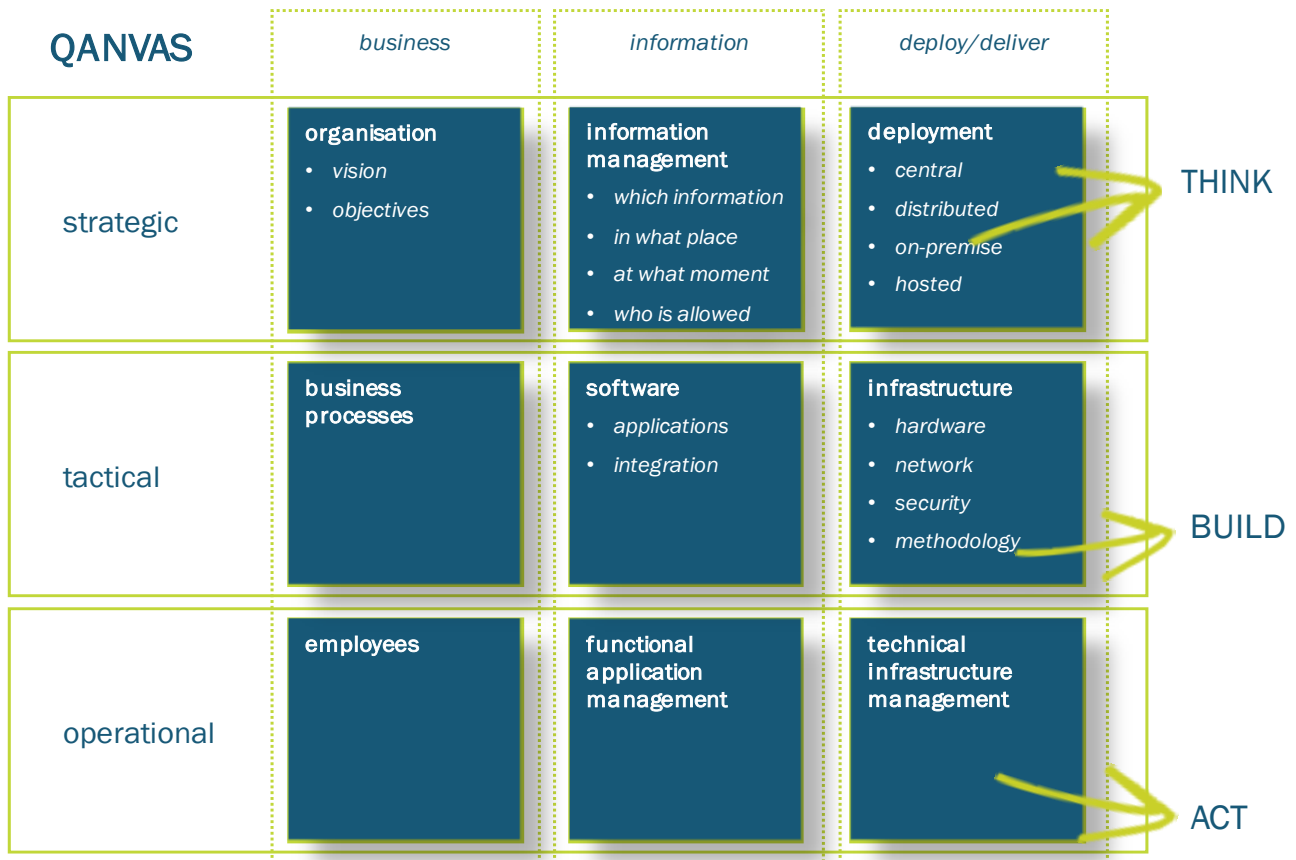 QANVAS
business
information
deploy/deliver
strategic
organisation
• vision
• objectives
information
management
• which information
• in what place
• at what moment
• who is allowed
deployment
• central
• distributed
• on-premise
• hosted
THINK
tactical
business
processes
software
• applications
• integration
infrastructure
• hardware
• network
• security
• methodology
BUILD
operational
employees
functional
application
management
technical
infrastructure
management
ACT